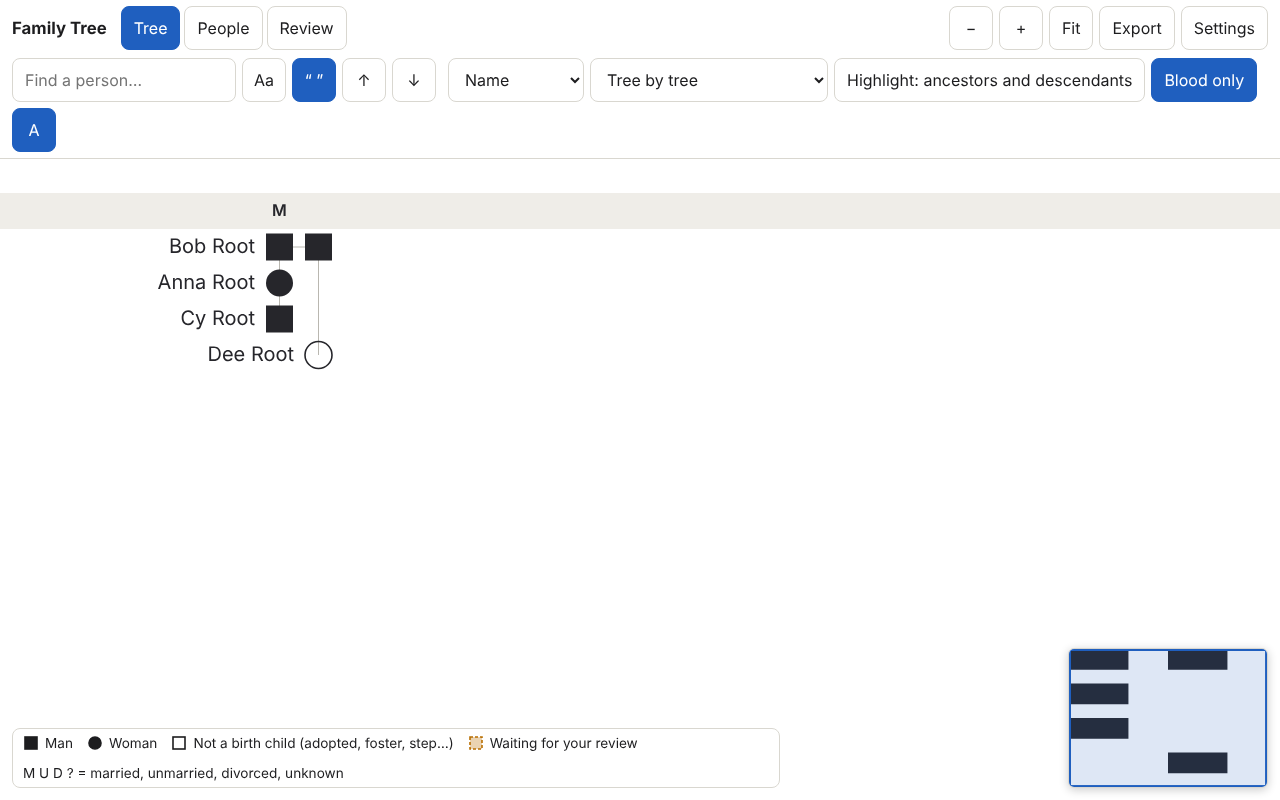 Family Tree Tree People Review − + Fit Export Settings
Find a person... Aa “ ” ↑ ↓ Name Tree by tree Highlight: ancestors and descendants Blood only
A
M
Bob Root
Anna Root
Cy Root
Dee Root
Man Woman Not a birth child (adopted, foster, step...) Waiting for your review
M U D ? = married, unmarried, divorced, unknown